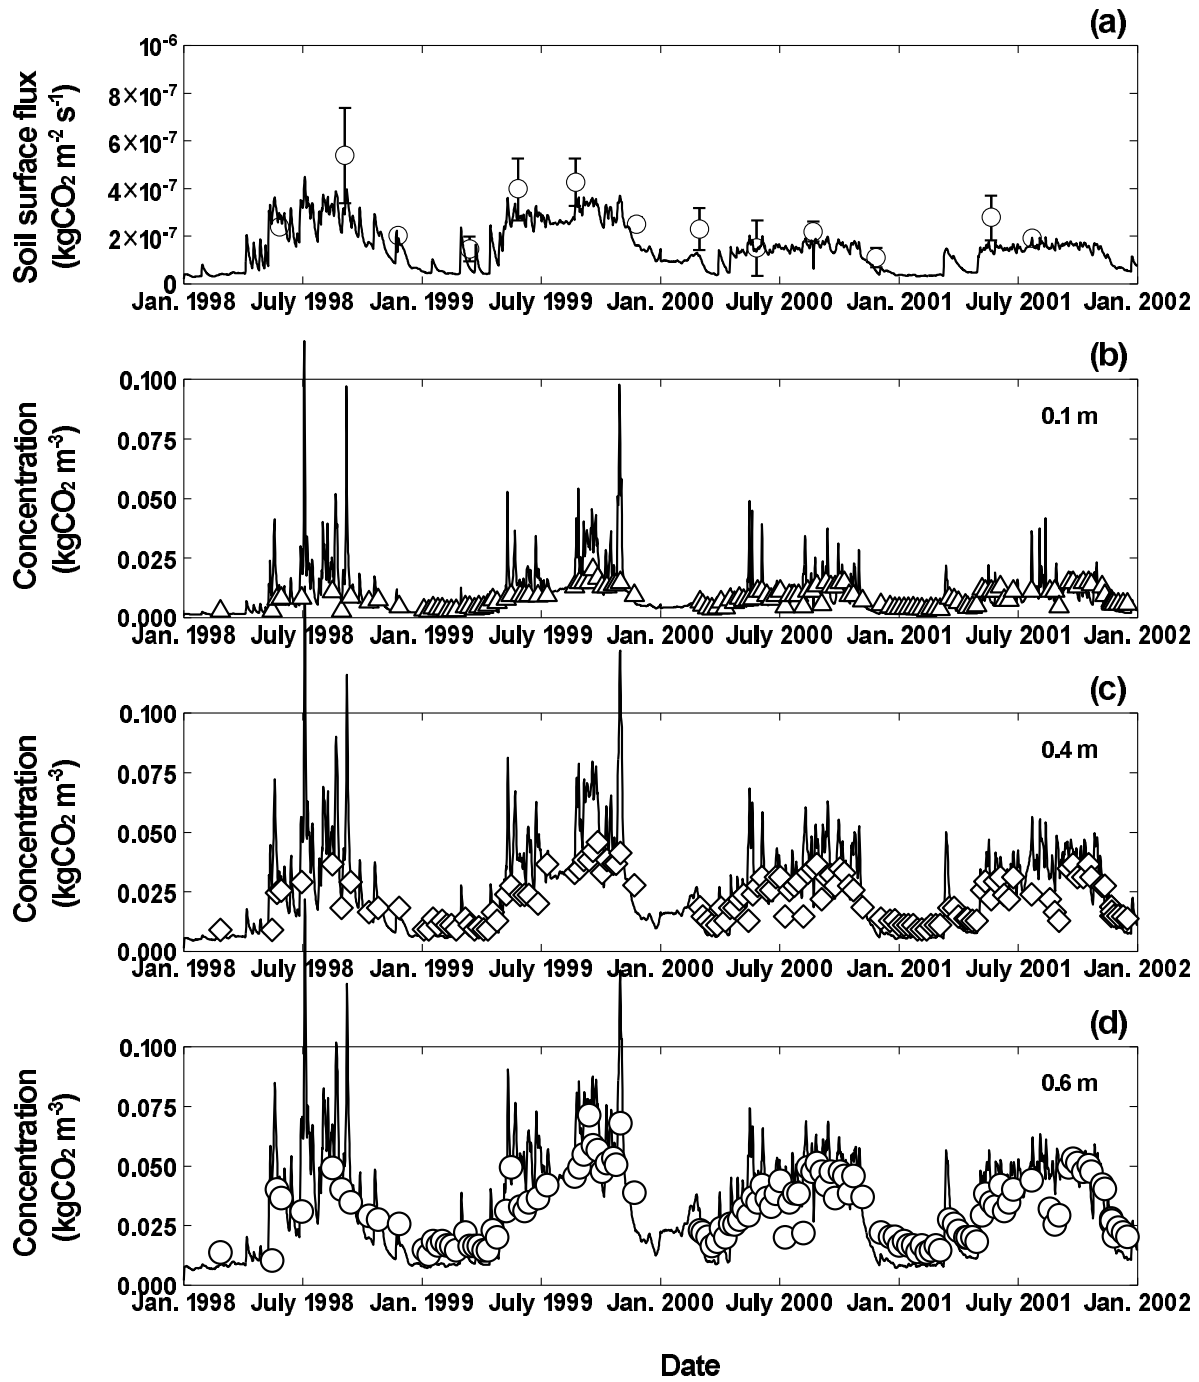 (a)
Soil surface flux
(kgCO₂ m⁻² s⁻¹)
10⁻⁶
8×10⁻⁷
6×10⁻⁷
4×10⁻⁷
2×10⁻⁷
0
Jan. 1998 July 1998 Jan. 1999 July 1999 Jan. 2000 July 2000 Jan. 2001 July 2001 Jan. 2002
(b)
0.1 m
Concentration
(kgCO₂ m⁻³)
0.100
0.075
0.050
0.025
0.000
Jan. 1998 July 1998 Jan. 1999 July 1999 Jan. 2000 July 2000 Jan. 2001 July 2001 Jan. 2002
(c)
0.4 m
Concentration
(kgCO₂ m⁻³)
0.100
0.075
0.050
0.025
0.000
Jan. 1998 July 1998 Jan. 1999 July 1999 Jan. 2000 July 2000 Jan. 2001 July 2001 Jan. 2002
(d)
0.6 m
Concentration
(kgCO₂ m⁻³)
0.100
0.075
0.050
0.025
0.000
Jan. 1998 July 1998 Jan. 1999 July 1999 Jan. 2000 July 2000 Jan. 2001 July 2001 Jan. 2002
Date